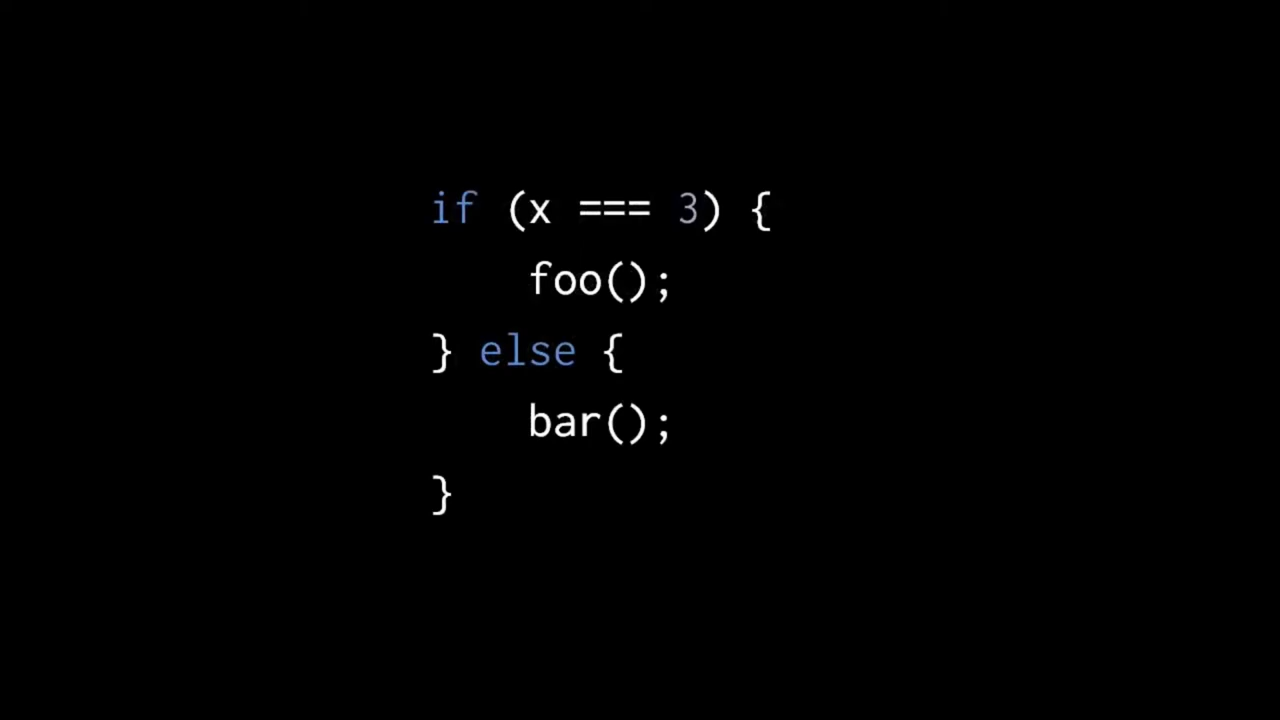 if (x === 3) {
    foo();
} else {
    bar();
}